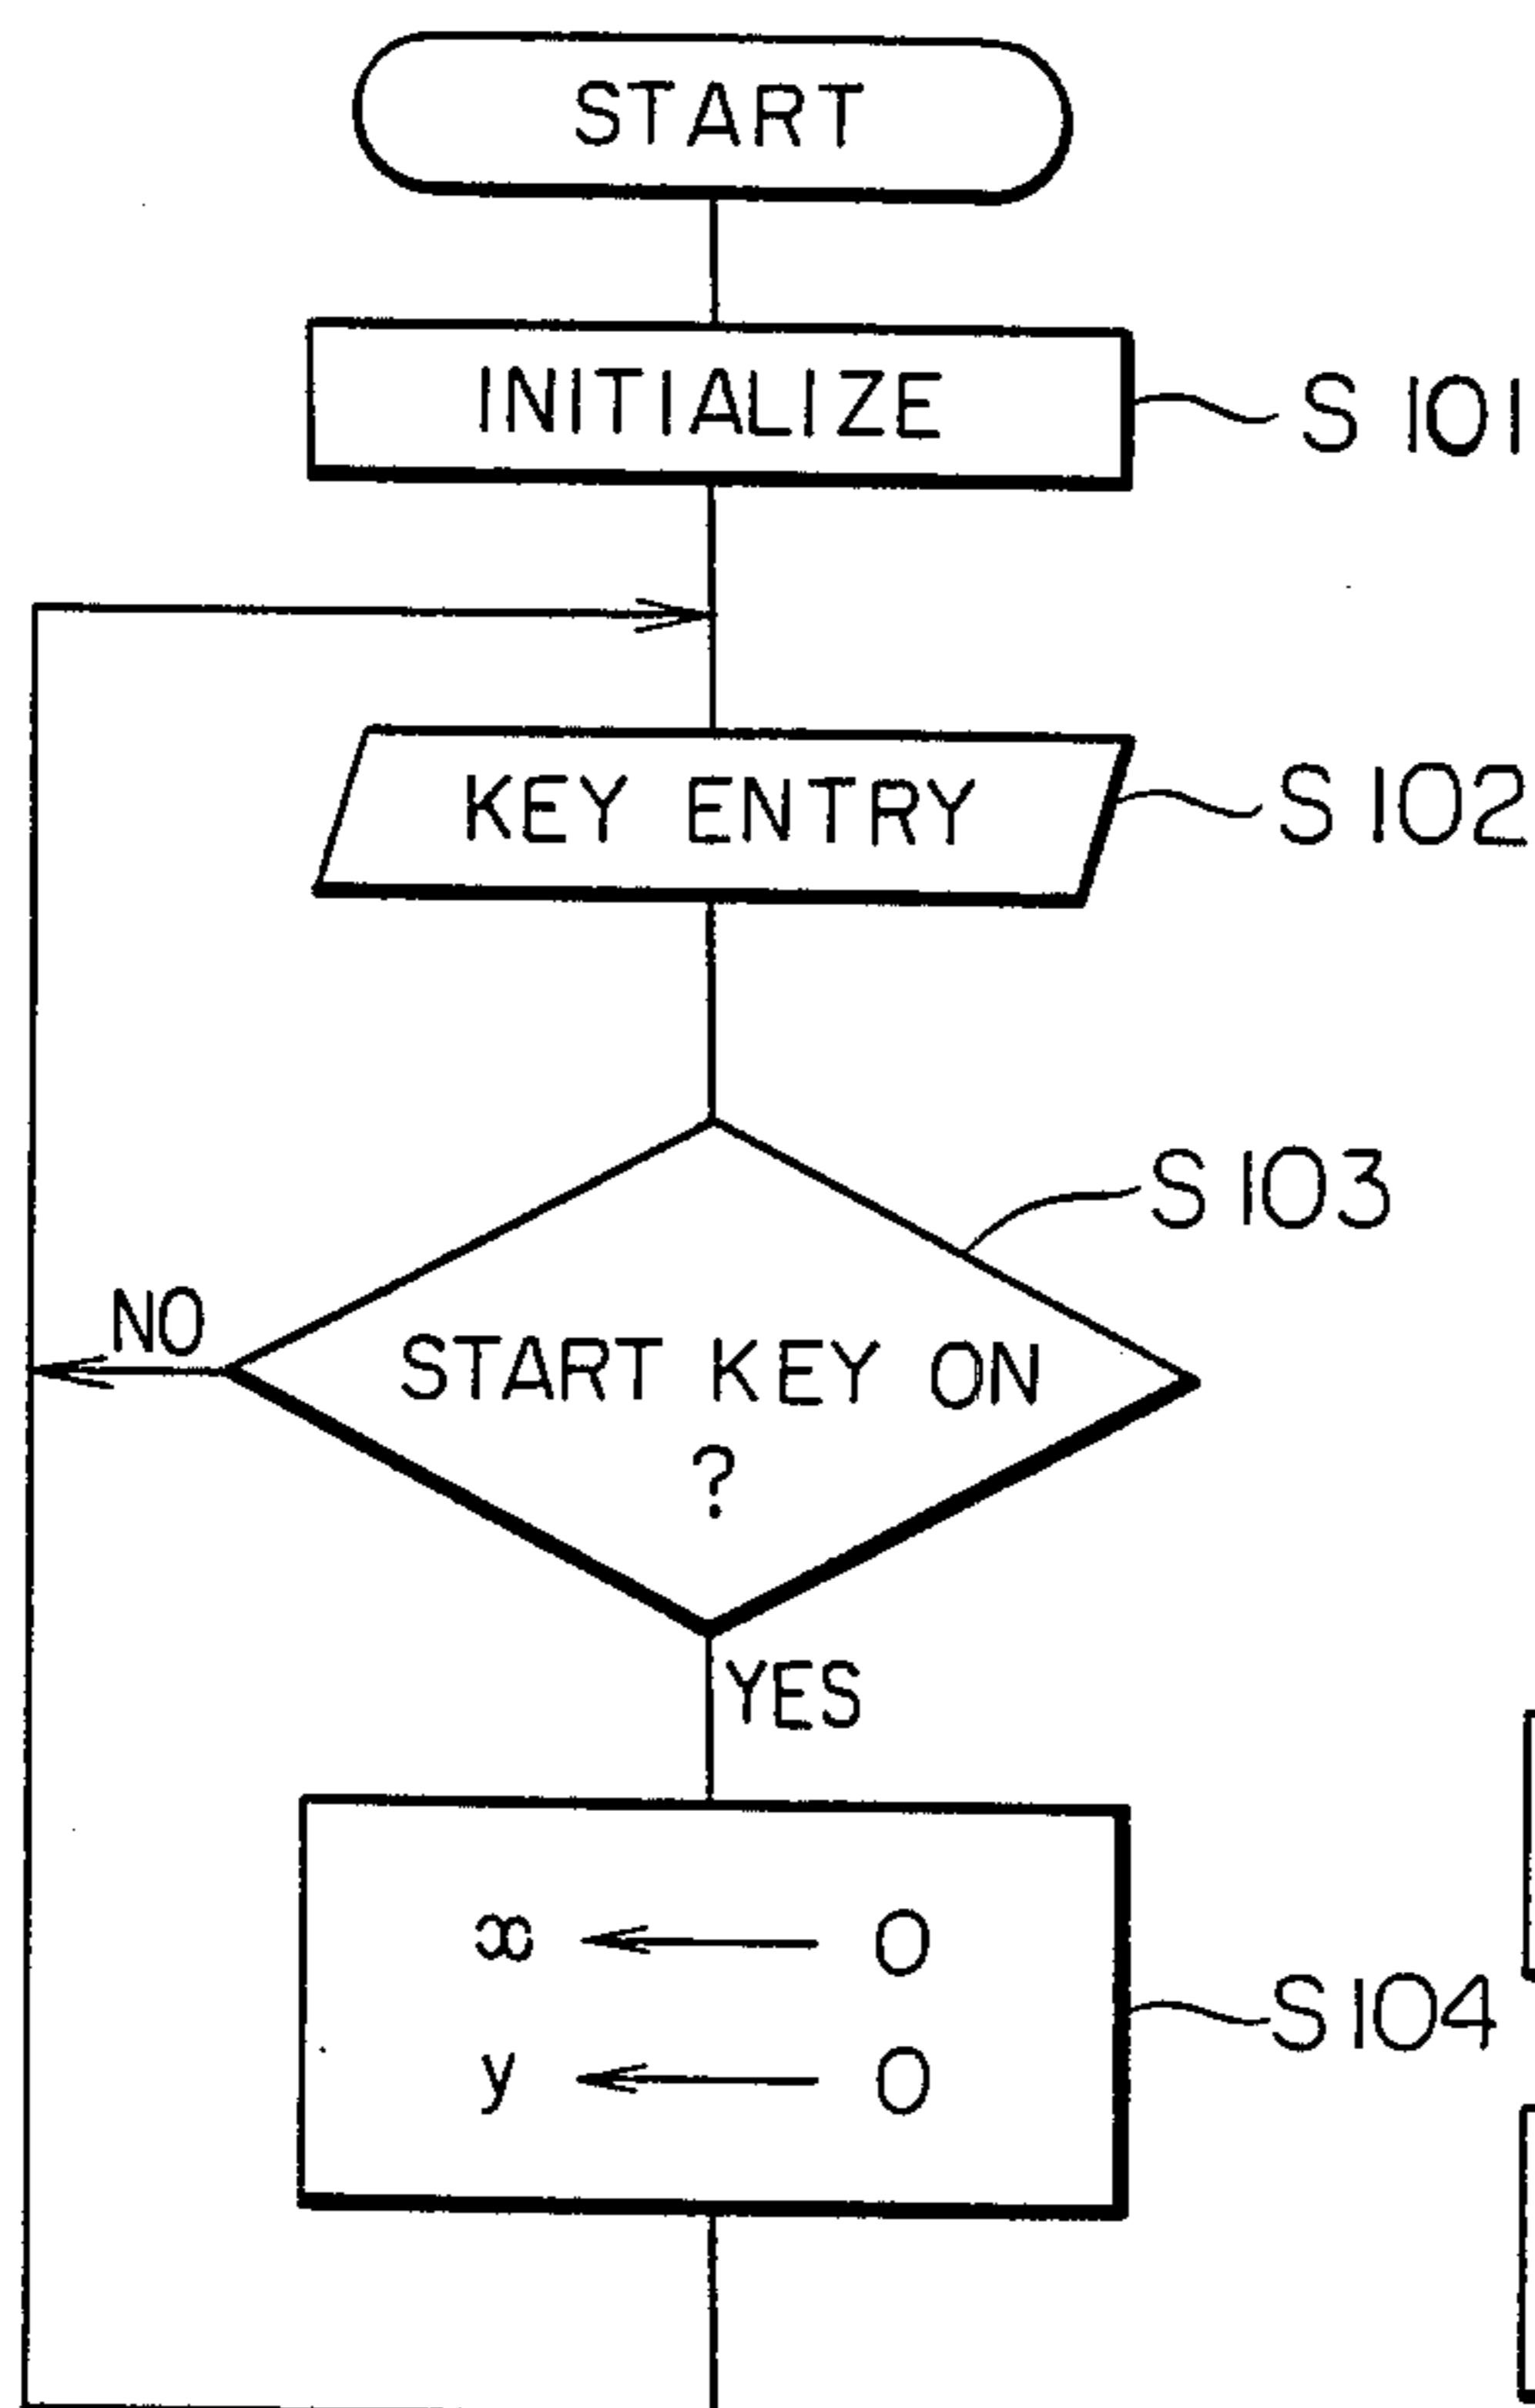 START
INITIALIZE
S101
KEY ENTRY
S102
S103
NO
START KEY ON
?
YES
x ← 0
y ← 0
S104